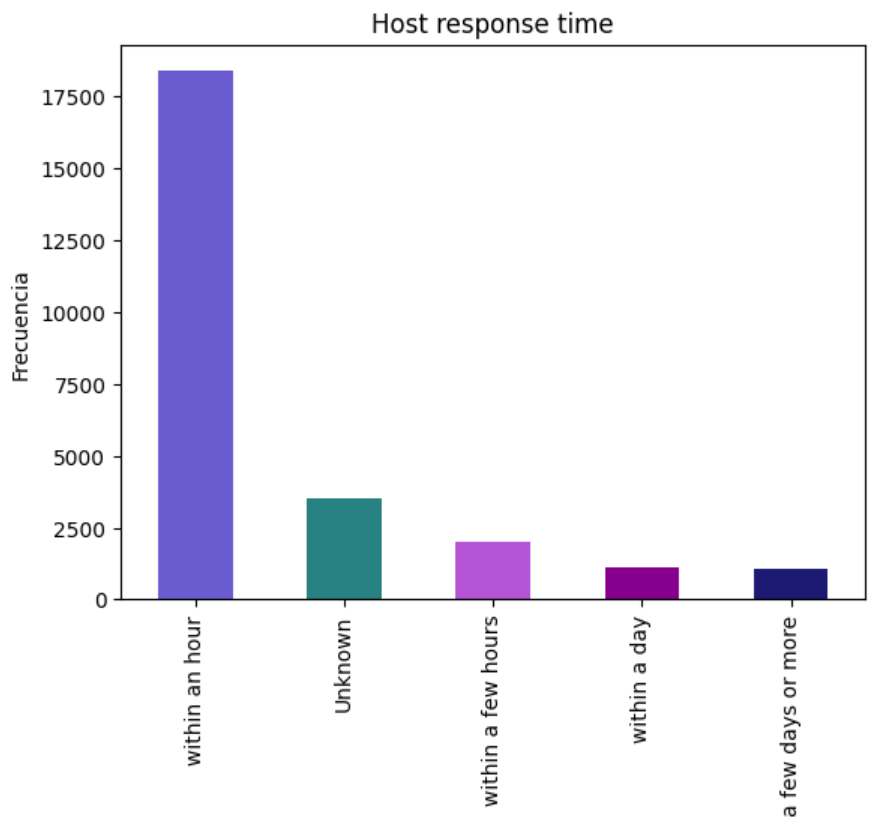 Host response time
17500
15000
12500
10000
7500
5000
2500
0
Frecuencia
within an hour
Unknown
within a few hours
within a day
a few days or more